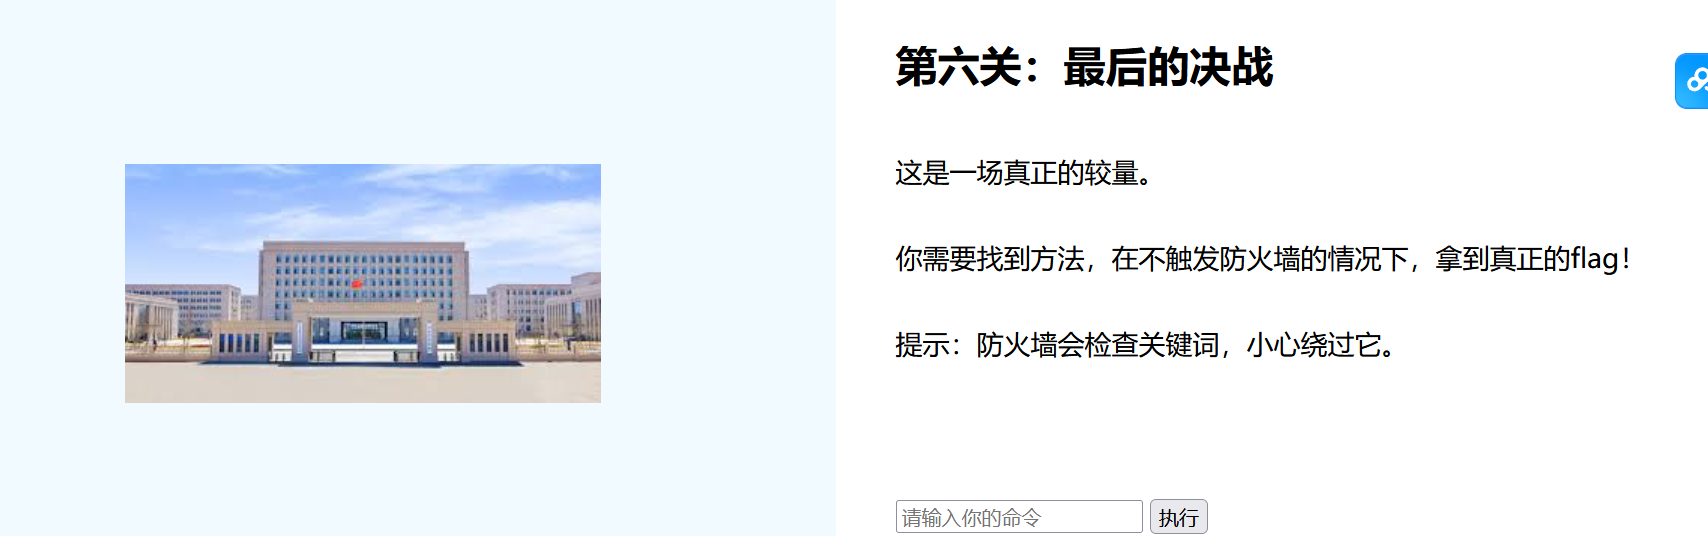 第六关：最后的决战
这是一场真正的较量。
你需要找到方法，在不触发防火墙的情况下，拿到真正的flag！
提示：防火墙会检查关键词，小心绕过它。
请输入你的命令 执行